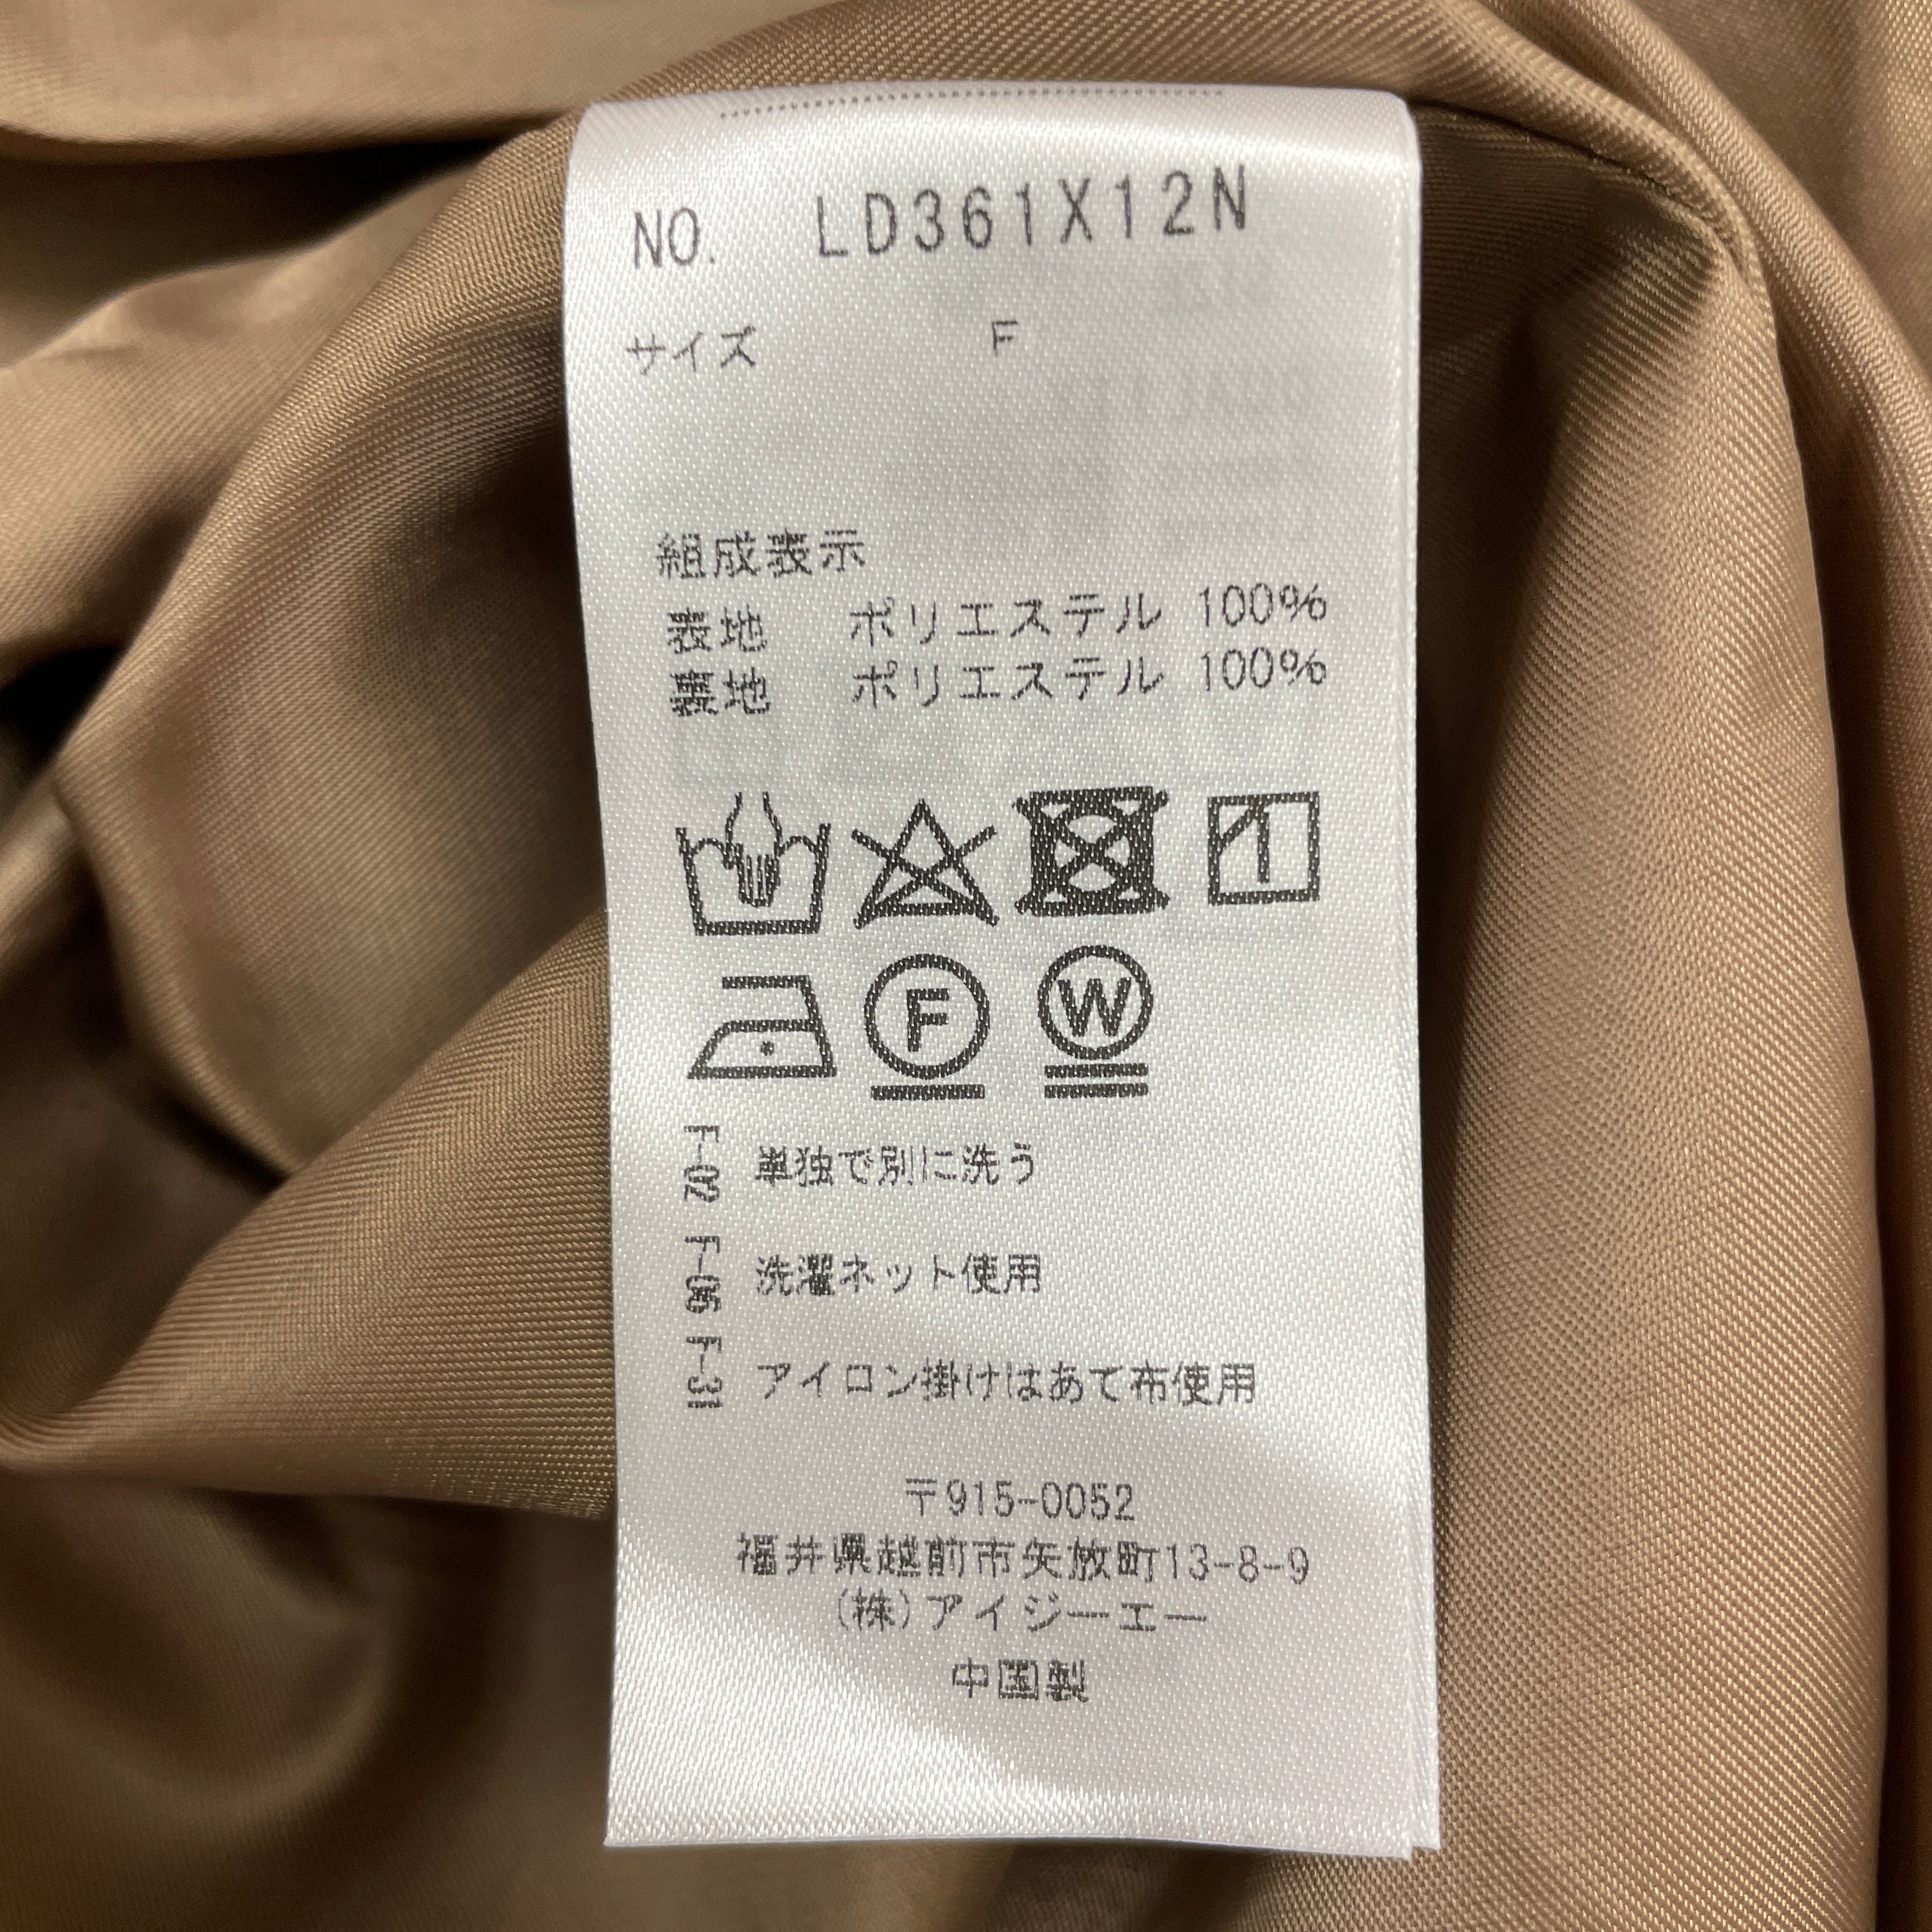 NO. LD361X12N
サイズ F
組成表示
表地 ポリエステル 100%
裏地 ポリエステル 100%
F W
F-02 単独で別に洗う
F-06 洗濯ネット使用
F-31 アイロン掛けはあて布使用
〒915-0052
福井県越前市矢放町13-8-9
(株)アイジーエー
中国製